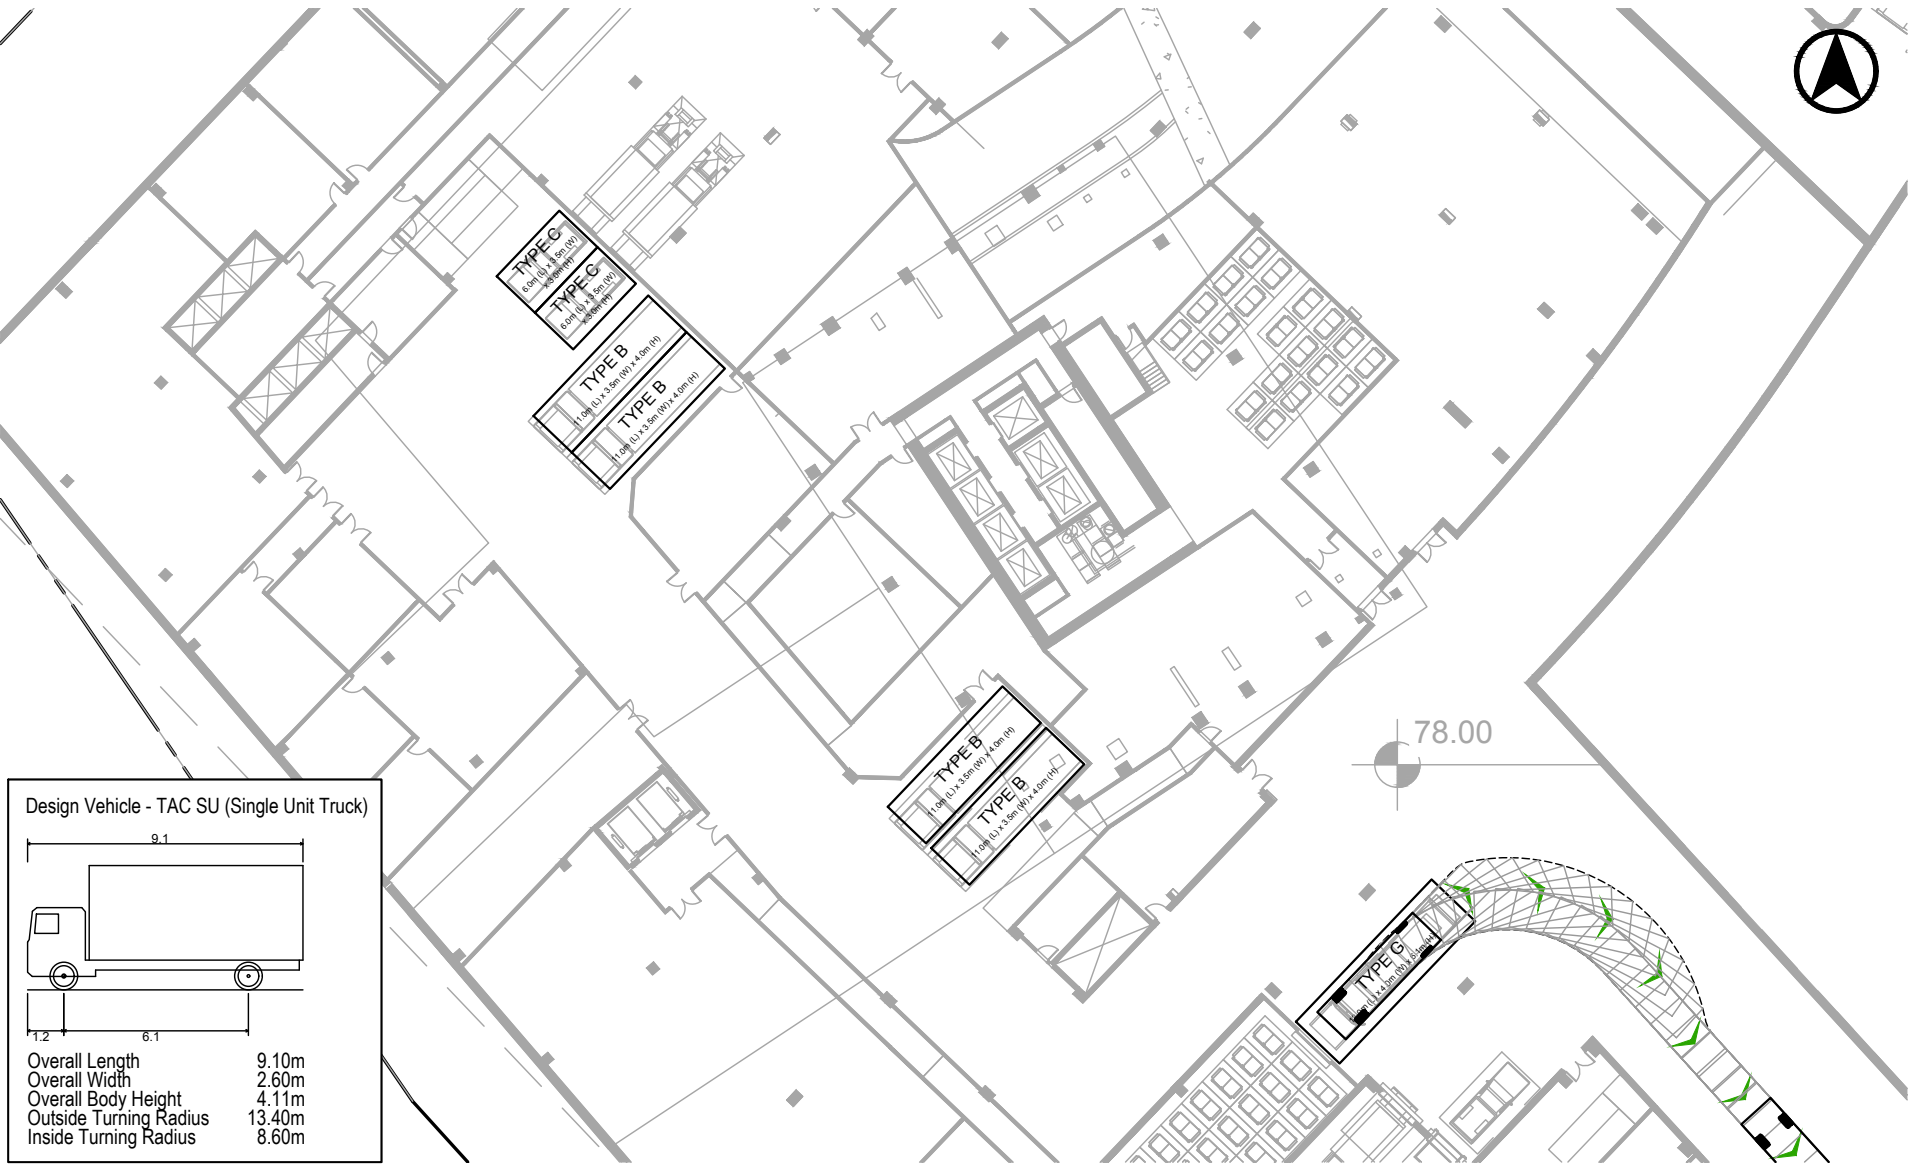 TYPE C
6.0m (L) x 3.5m (W)
x 3.0m (H)
TYPE C
6.0m (L) x 3.5m (W)
x 3.0m (H)
TYPE B
11.0m (L) x 3.5m (W) x 4.0m (H)
TYPE B
11.0m (L) x 3.5m (W) x 4.0m (H)
TYPE B
11.0m (L) x 3.5m (W) x 4.0m (H)
TYPE B
11.0m (L) x 3.5m (W) x 4.0m (H)
78.00
TYPE G
(L) x 4.0m (W) x
Design Vehicle - TAC SU (Single Unit Truck)
9.1
1.2 6.1
Overall Length 9.10m
Overall Width 2.60m
Overall Body Height 4.11m
Outside Turning Radius 13.40m
Inside Turning Radius 8.60m